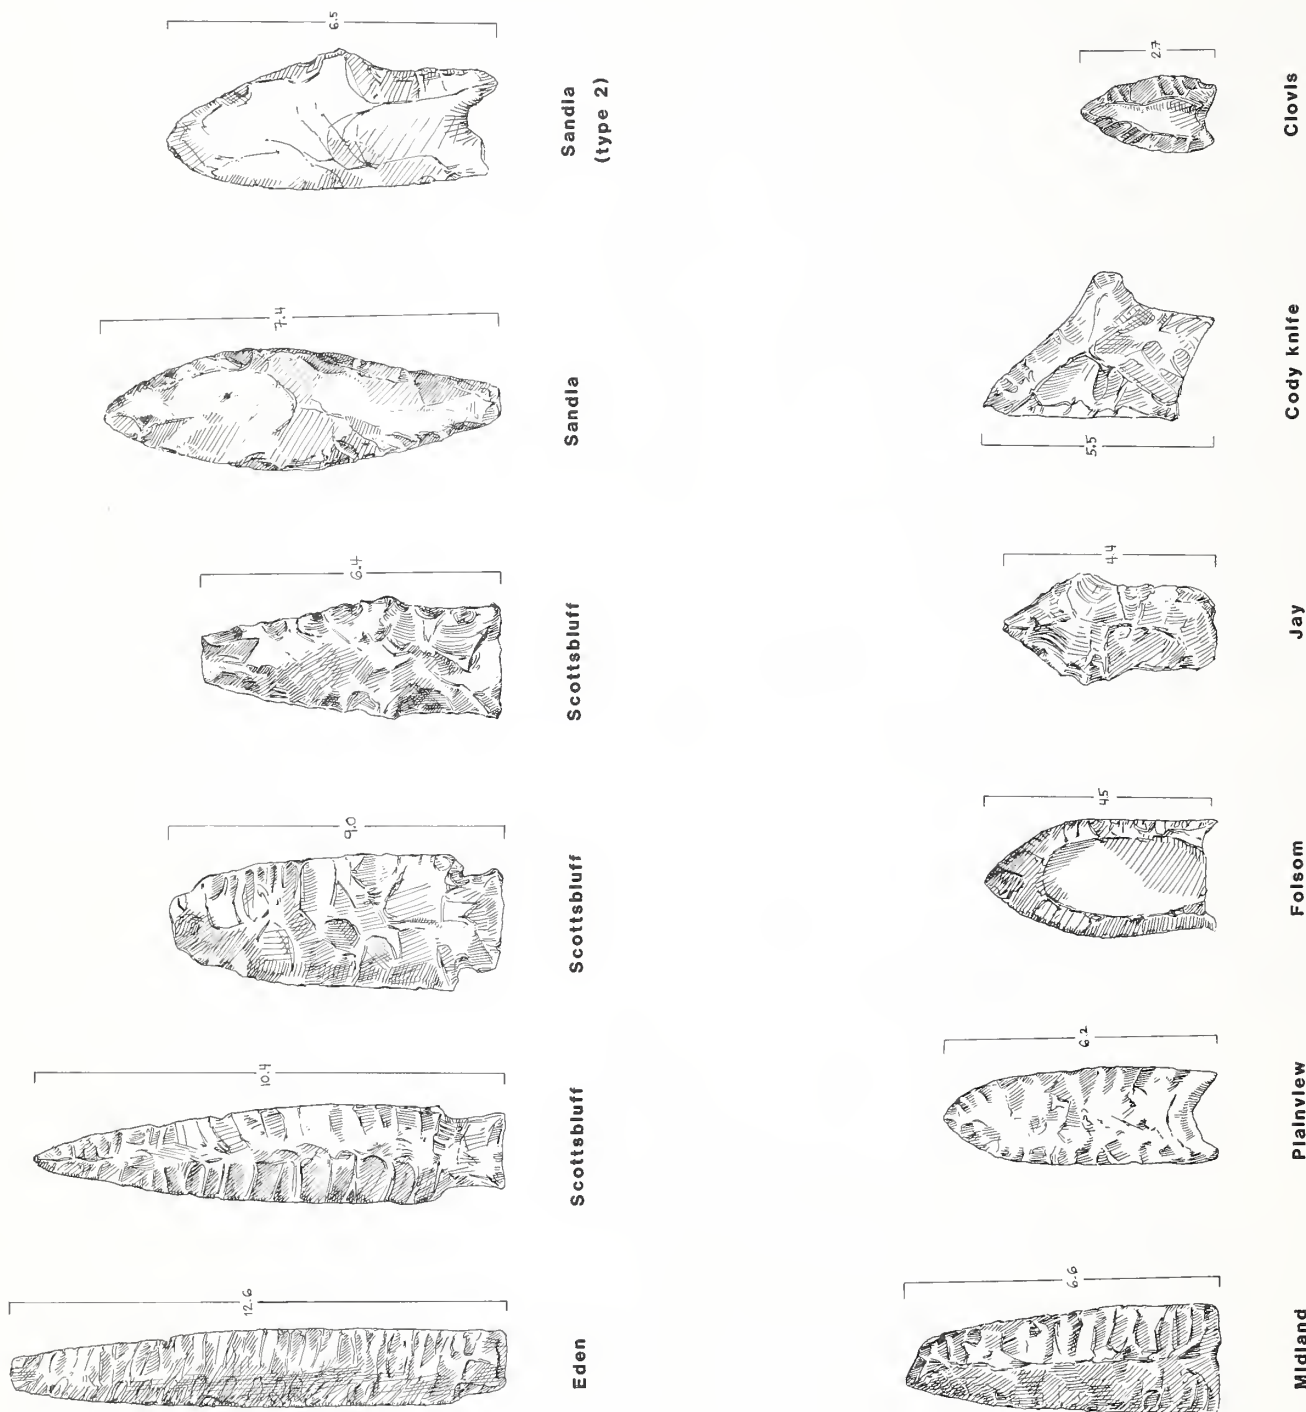 12.6
10.4
9.0
6.4
7.4
6.5
Eden
Scottsbluff
Scottsbluff
Scottsbluff
Sandia
Sandia
(type 2)
6.6
6.2
4.5
4.4
5.5
2.7
Midland
Plainview
Folsom
Jay
Cody knife
Clovis